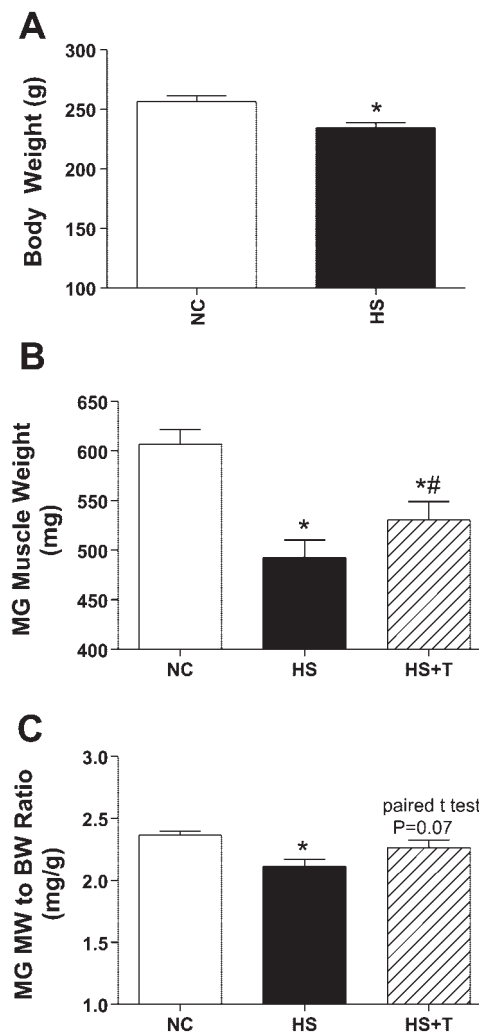 A
Body Weight (g)
300
250
200
150
100
*
NC
HS
B
MG Muscle Weight
(mg)
650
600
550
500
450
400
*
*#
NC
HS
HS+T
C
MG MW to BW Ratio
(mg/g)
3.0
2.5
2.0
1.5
1.0
*
paired t test
P=0.07
NC
HS
HS+T